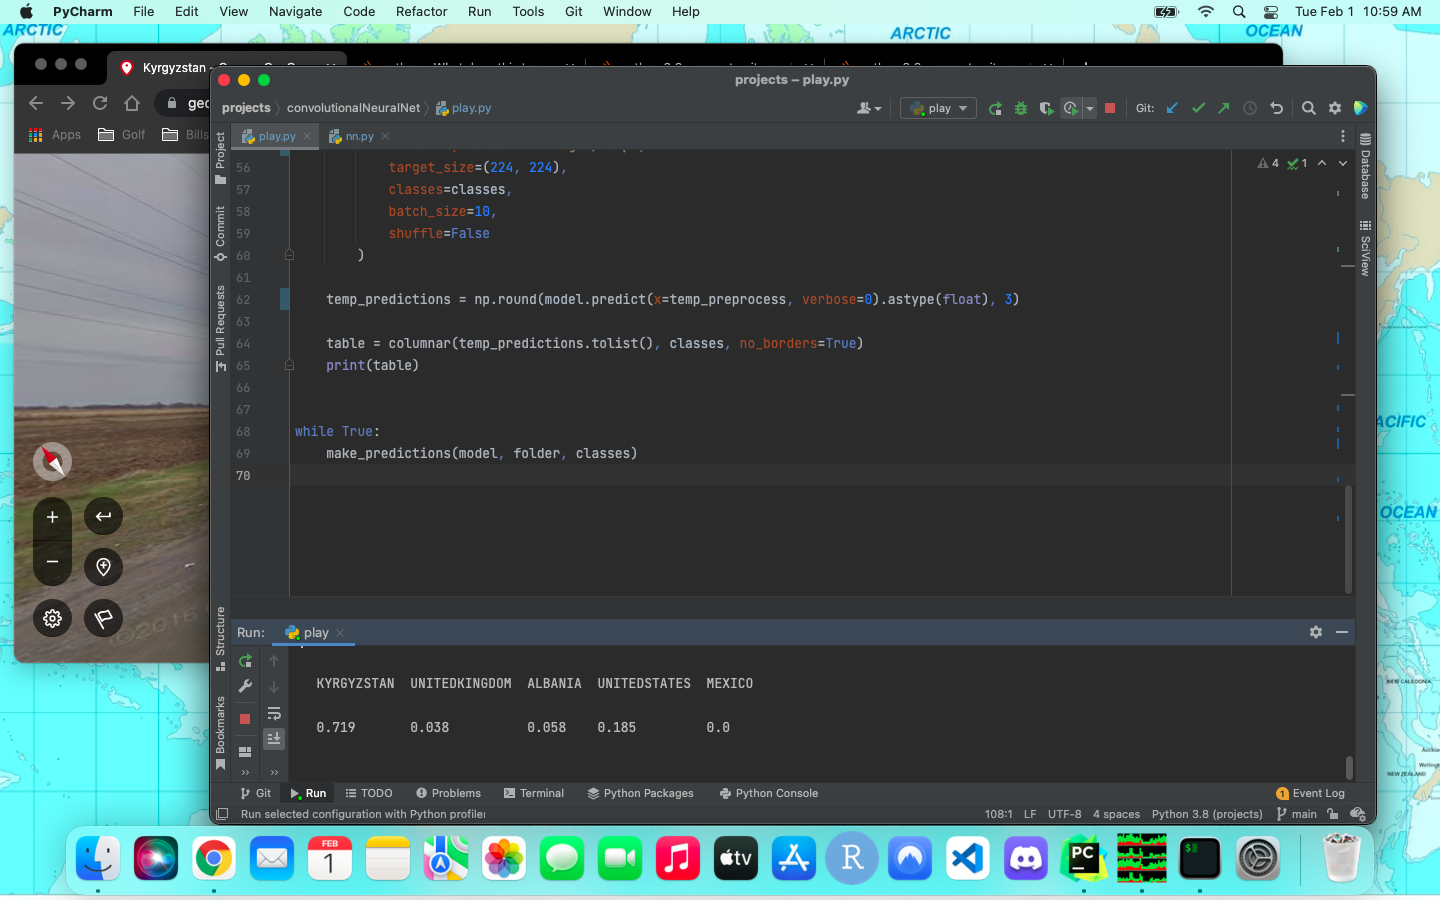 PyCharm File Edit View Navigate Code Refactor Run Tools Git Window Help Tue Feb 1 10:59 AM
ARCTIC
ARCTIC
OCEAN
Kyrgyzstan
projects – play.py
geo
projects convolutionalNeuralNet play.py
play
Git:
Apps Golf Bills
play.py nn.py
Project
Commit
Pull Requests
Structure
Bookmarks
Database
SciView
4 1
56 target_size=(224, 224),
57 classes=classes,
58 batch_size=10,
59 shuffle=False
60 )
61
62 temp_predictions = np.round(model.predict(x=temp_preprocess, verbose=0).astype(float), 3)
63
64 table = columnar(temp_predictions.tolist(), classes, no_borders=True)
65 print(table)
66
67
68 while True:
69 make_predictions(model, folder, classes)
70
ACIFIC
OCEAN
©2016
Run: play
KYRGYZSTAN UNITEDKINGDOM ALBANIA UNITEDSTATES MEXICO
0.719 0.038 0.058 0.185 0.0
NEW CALEDONIA
NEW ZEALAND
Git Run TODO Problems Terminal Python Packages Python Console 1 Event Log
Run selected configuration with Python profiler 108:1 LF UTF-8 4 spaces Python 3.8 (projects) main
FEB
1
tv
R
PC
$